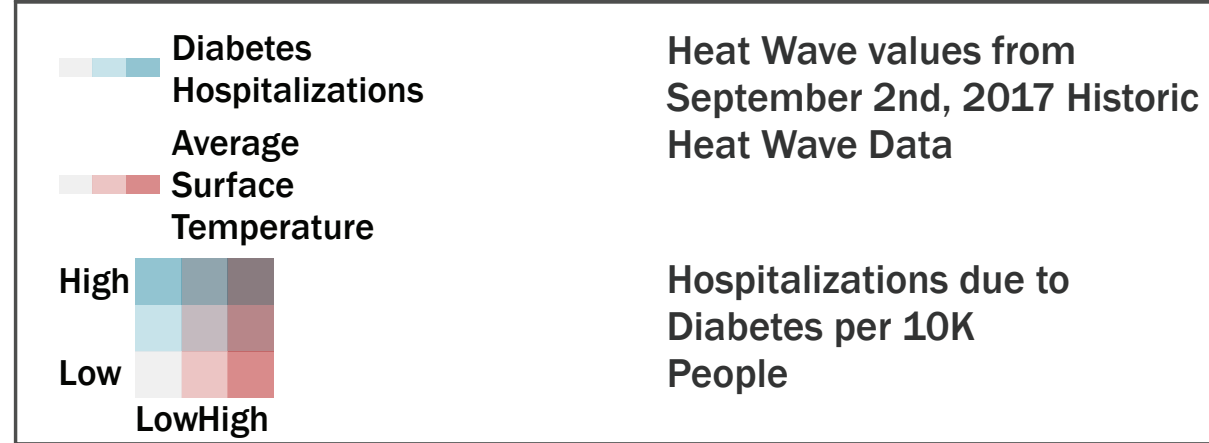 Diabetes
Hospitalizations
Average
Surface
Temperature
High
Low
LowHigh
Heat Wave values from
September 2nd, 2017 Historic
Heat Wave Data
Hospitalizations due to
Diabetes per 10K
People